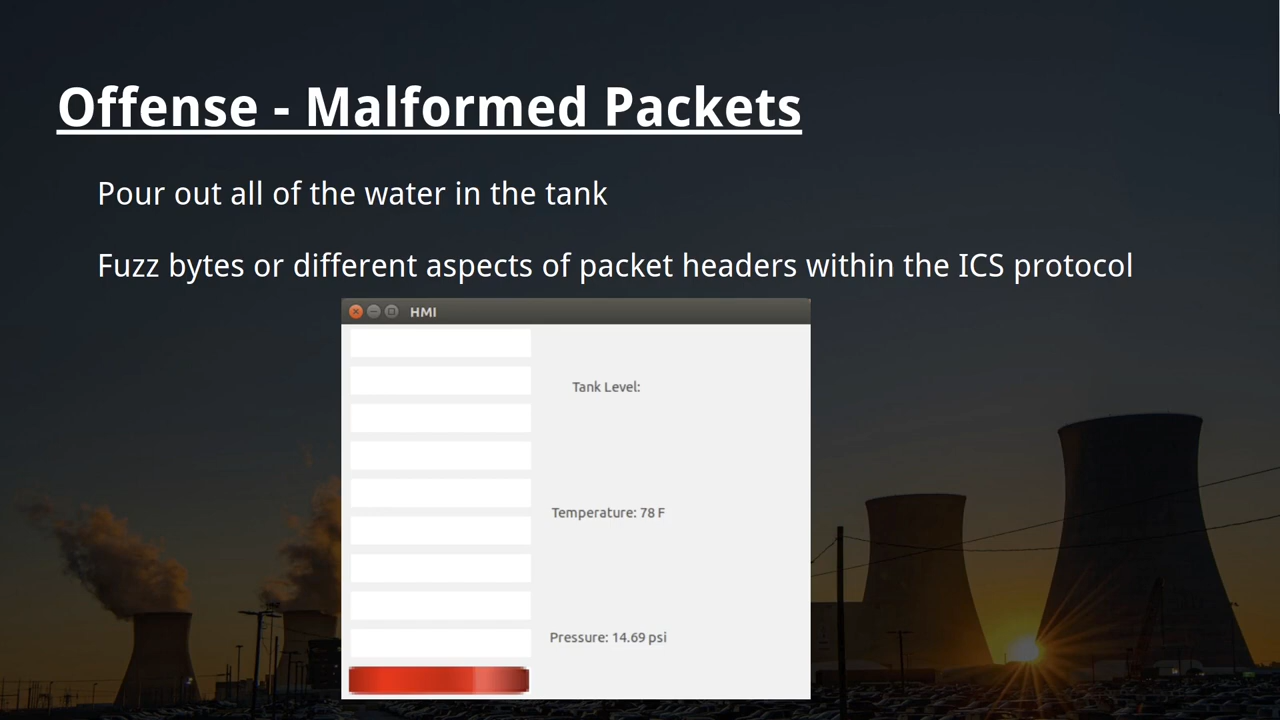 Offense - Malformed Packets
Pour out all of the water in the tank
Fuzz bytes or different aspects of packet headers within the ICS protocol
HMI
Tank Level:
Temperature: 78 F
Pressure: 14.69 psi